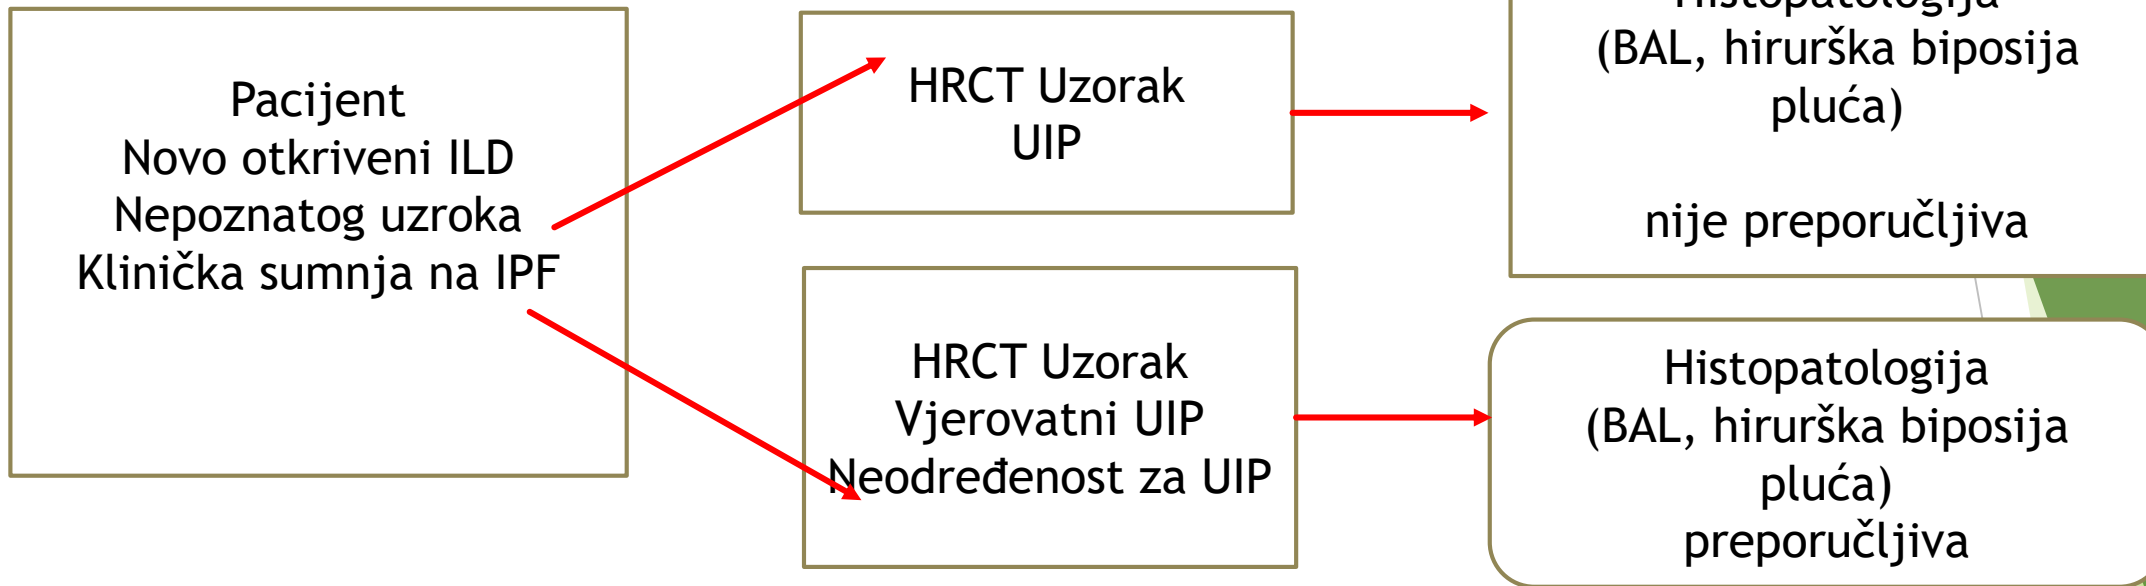 Pacijent
Novo otkriveni ILD
Nepoznatog uzroka
Klinička sumnja na IPF
HRCT Uzorak
UIP
HRCT Uzorak
Vjerovatni UIP
Neodređenost za UIP
Histopatologija
(BAL, hirurška biposija
pluća)
nije preporučljiva
Histopatologija
(BAL, hirurška biposija
pluća)
preporučljiva